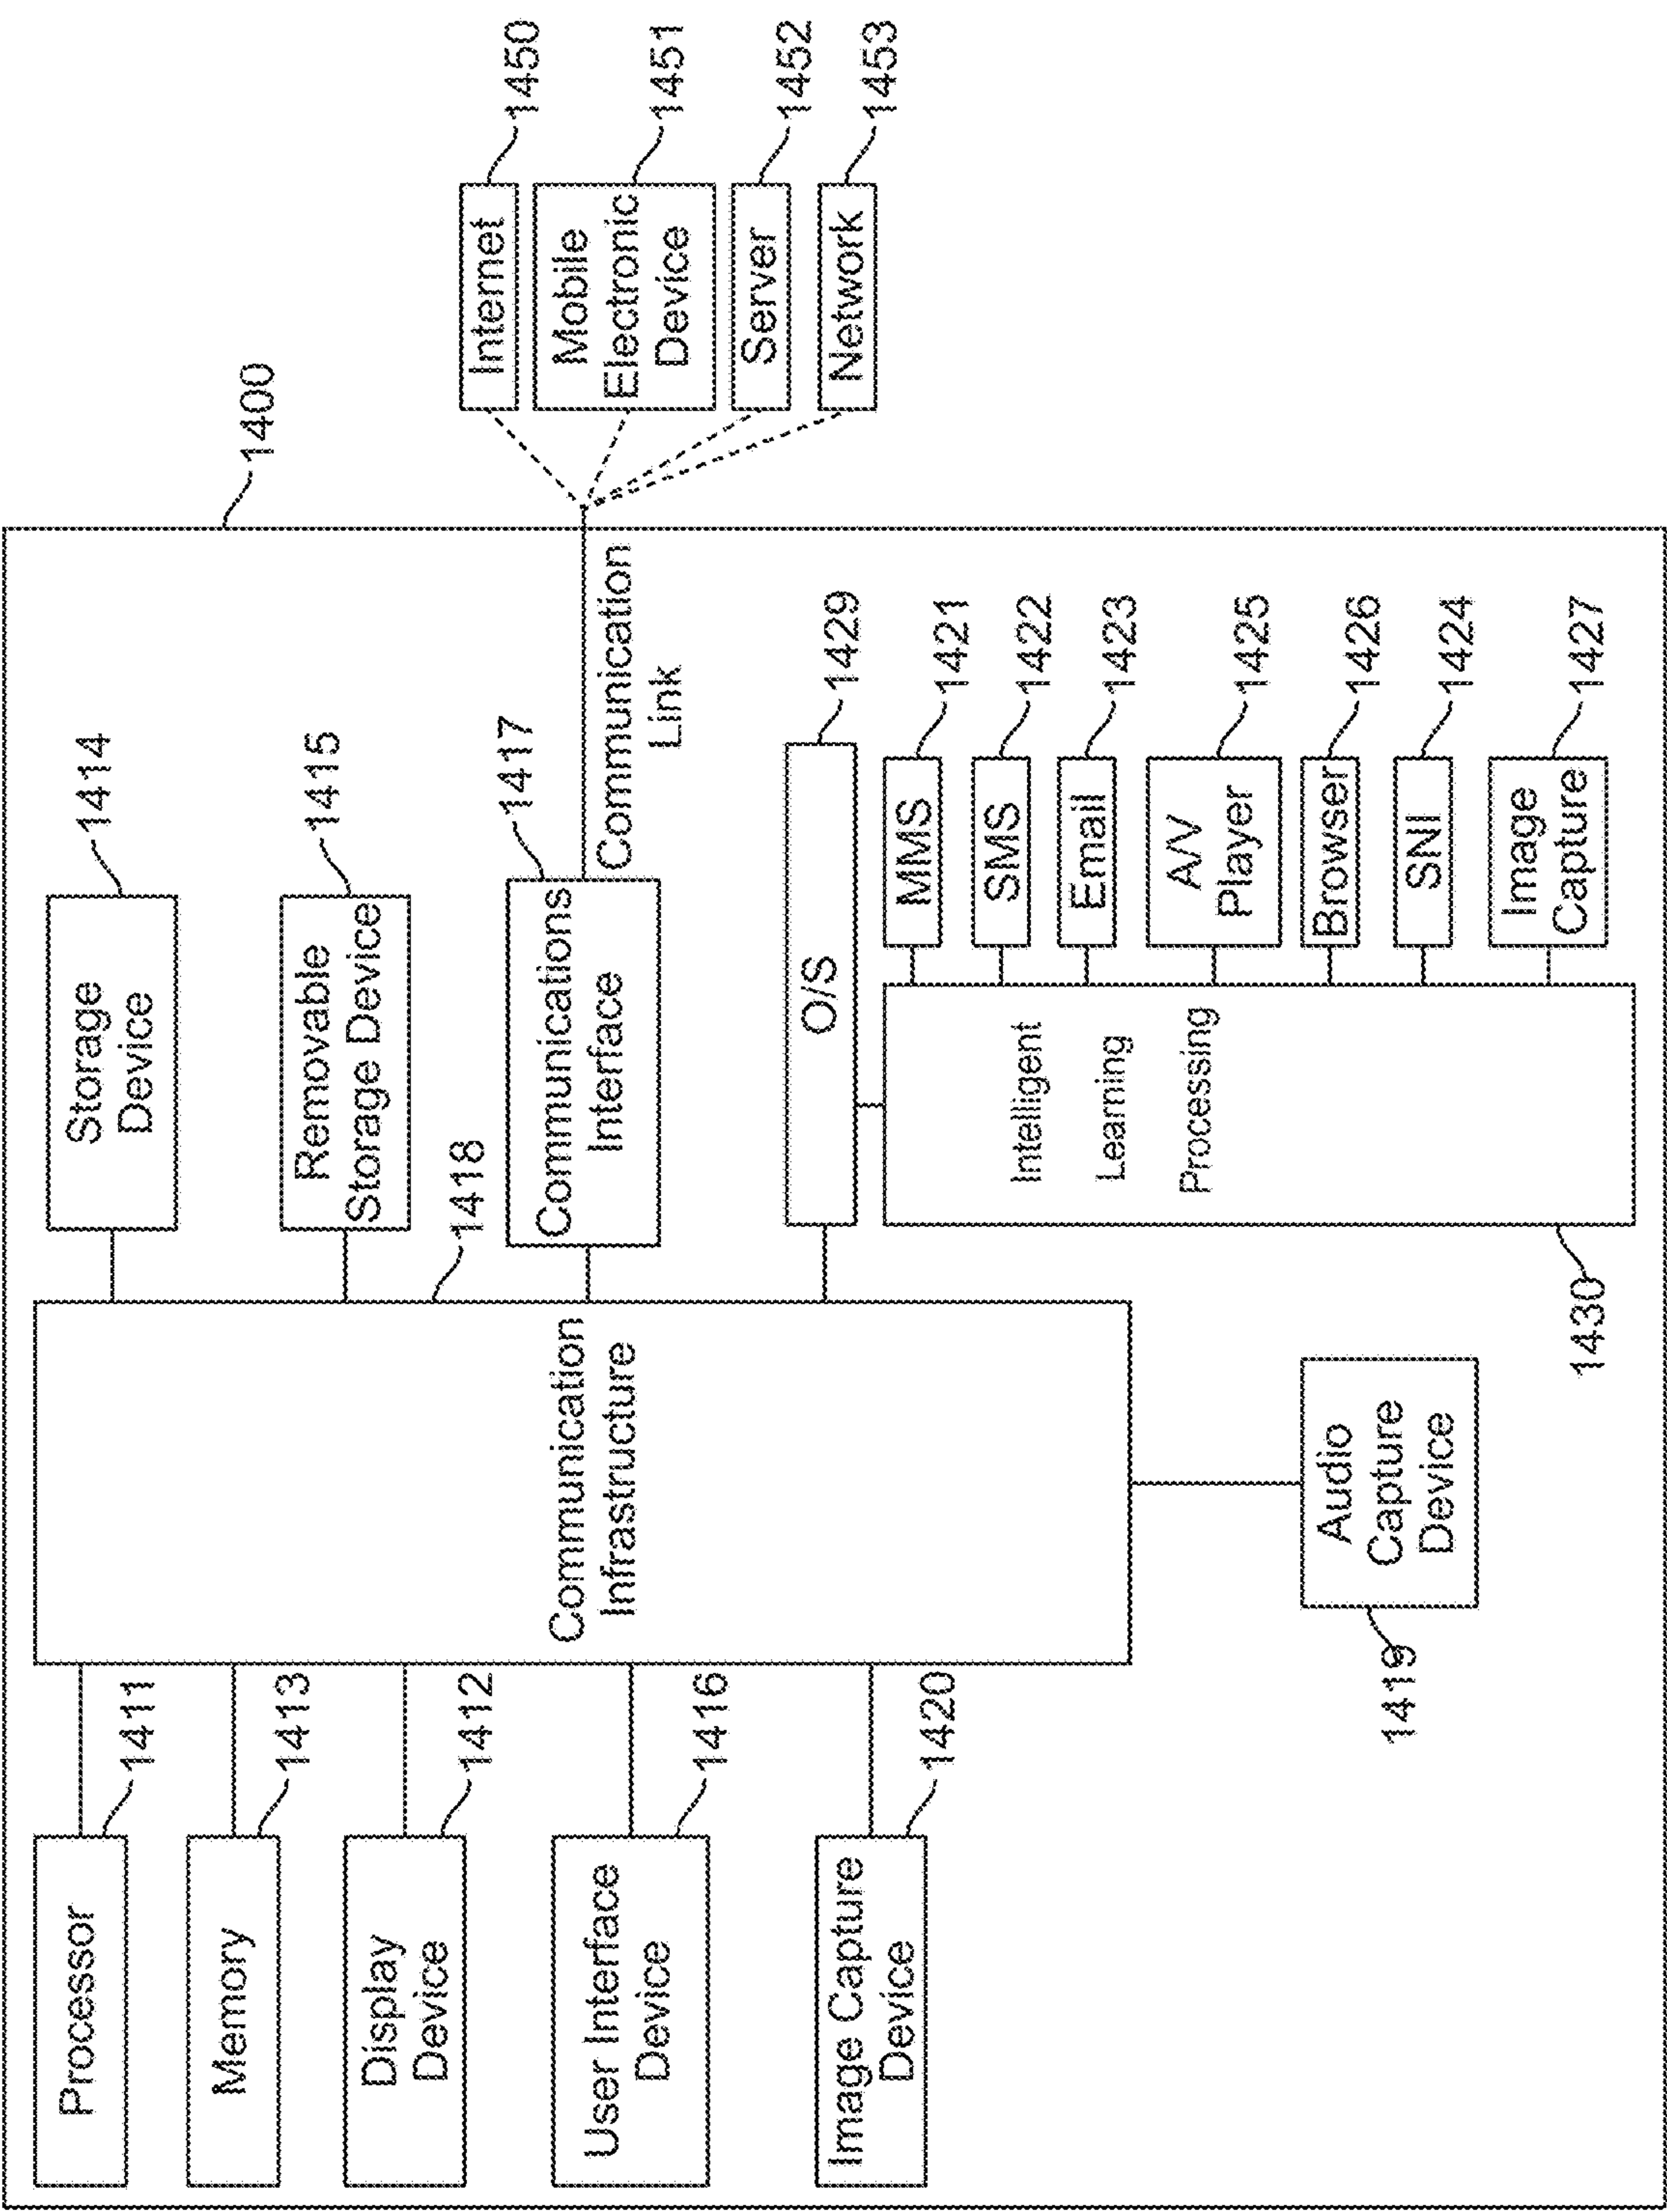 1400
Processor
1411
Memory
1413
Display
Device
1412
User Interface
Device
1416
Image Capture
Device
1420
Communication
Infrastructure
1418
Audio
Capture
Device
1419
Storage
Device
1414
Removable
Storage Device
1415
Communications
Interface
1417
Communication
Link
O/S
1429
Intelligent
Learning
Processing
1430
MMS
1421
SMS
1422
Email
1423
A/V
Player
1425
Browser
1426
SNI
1424
Image
Capture
1427
Internet
1450
Mobile
Electronic
Device
1451
Server
1452
Network
1453